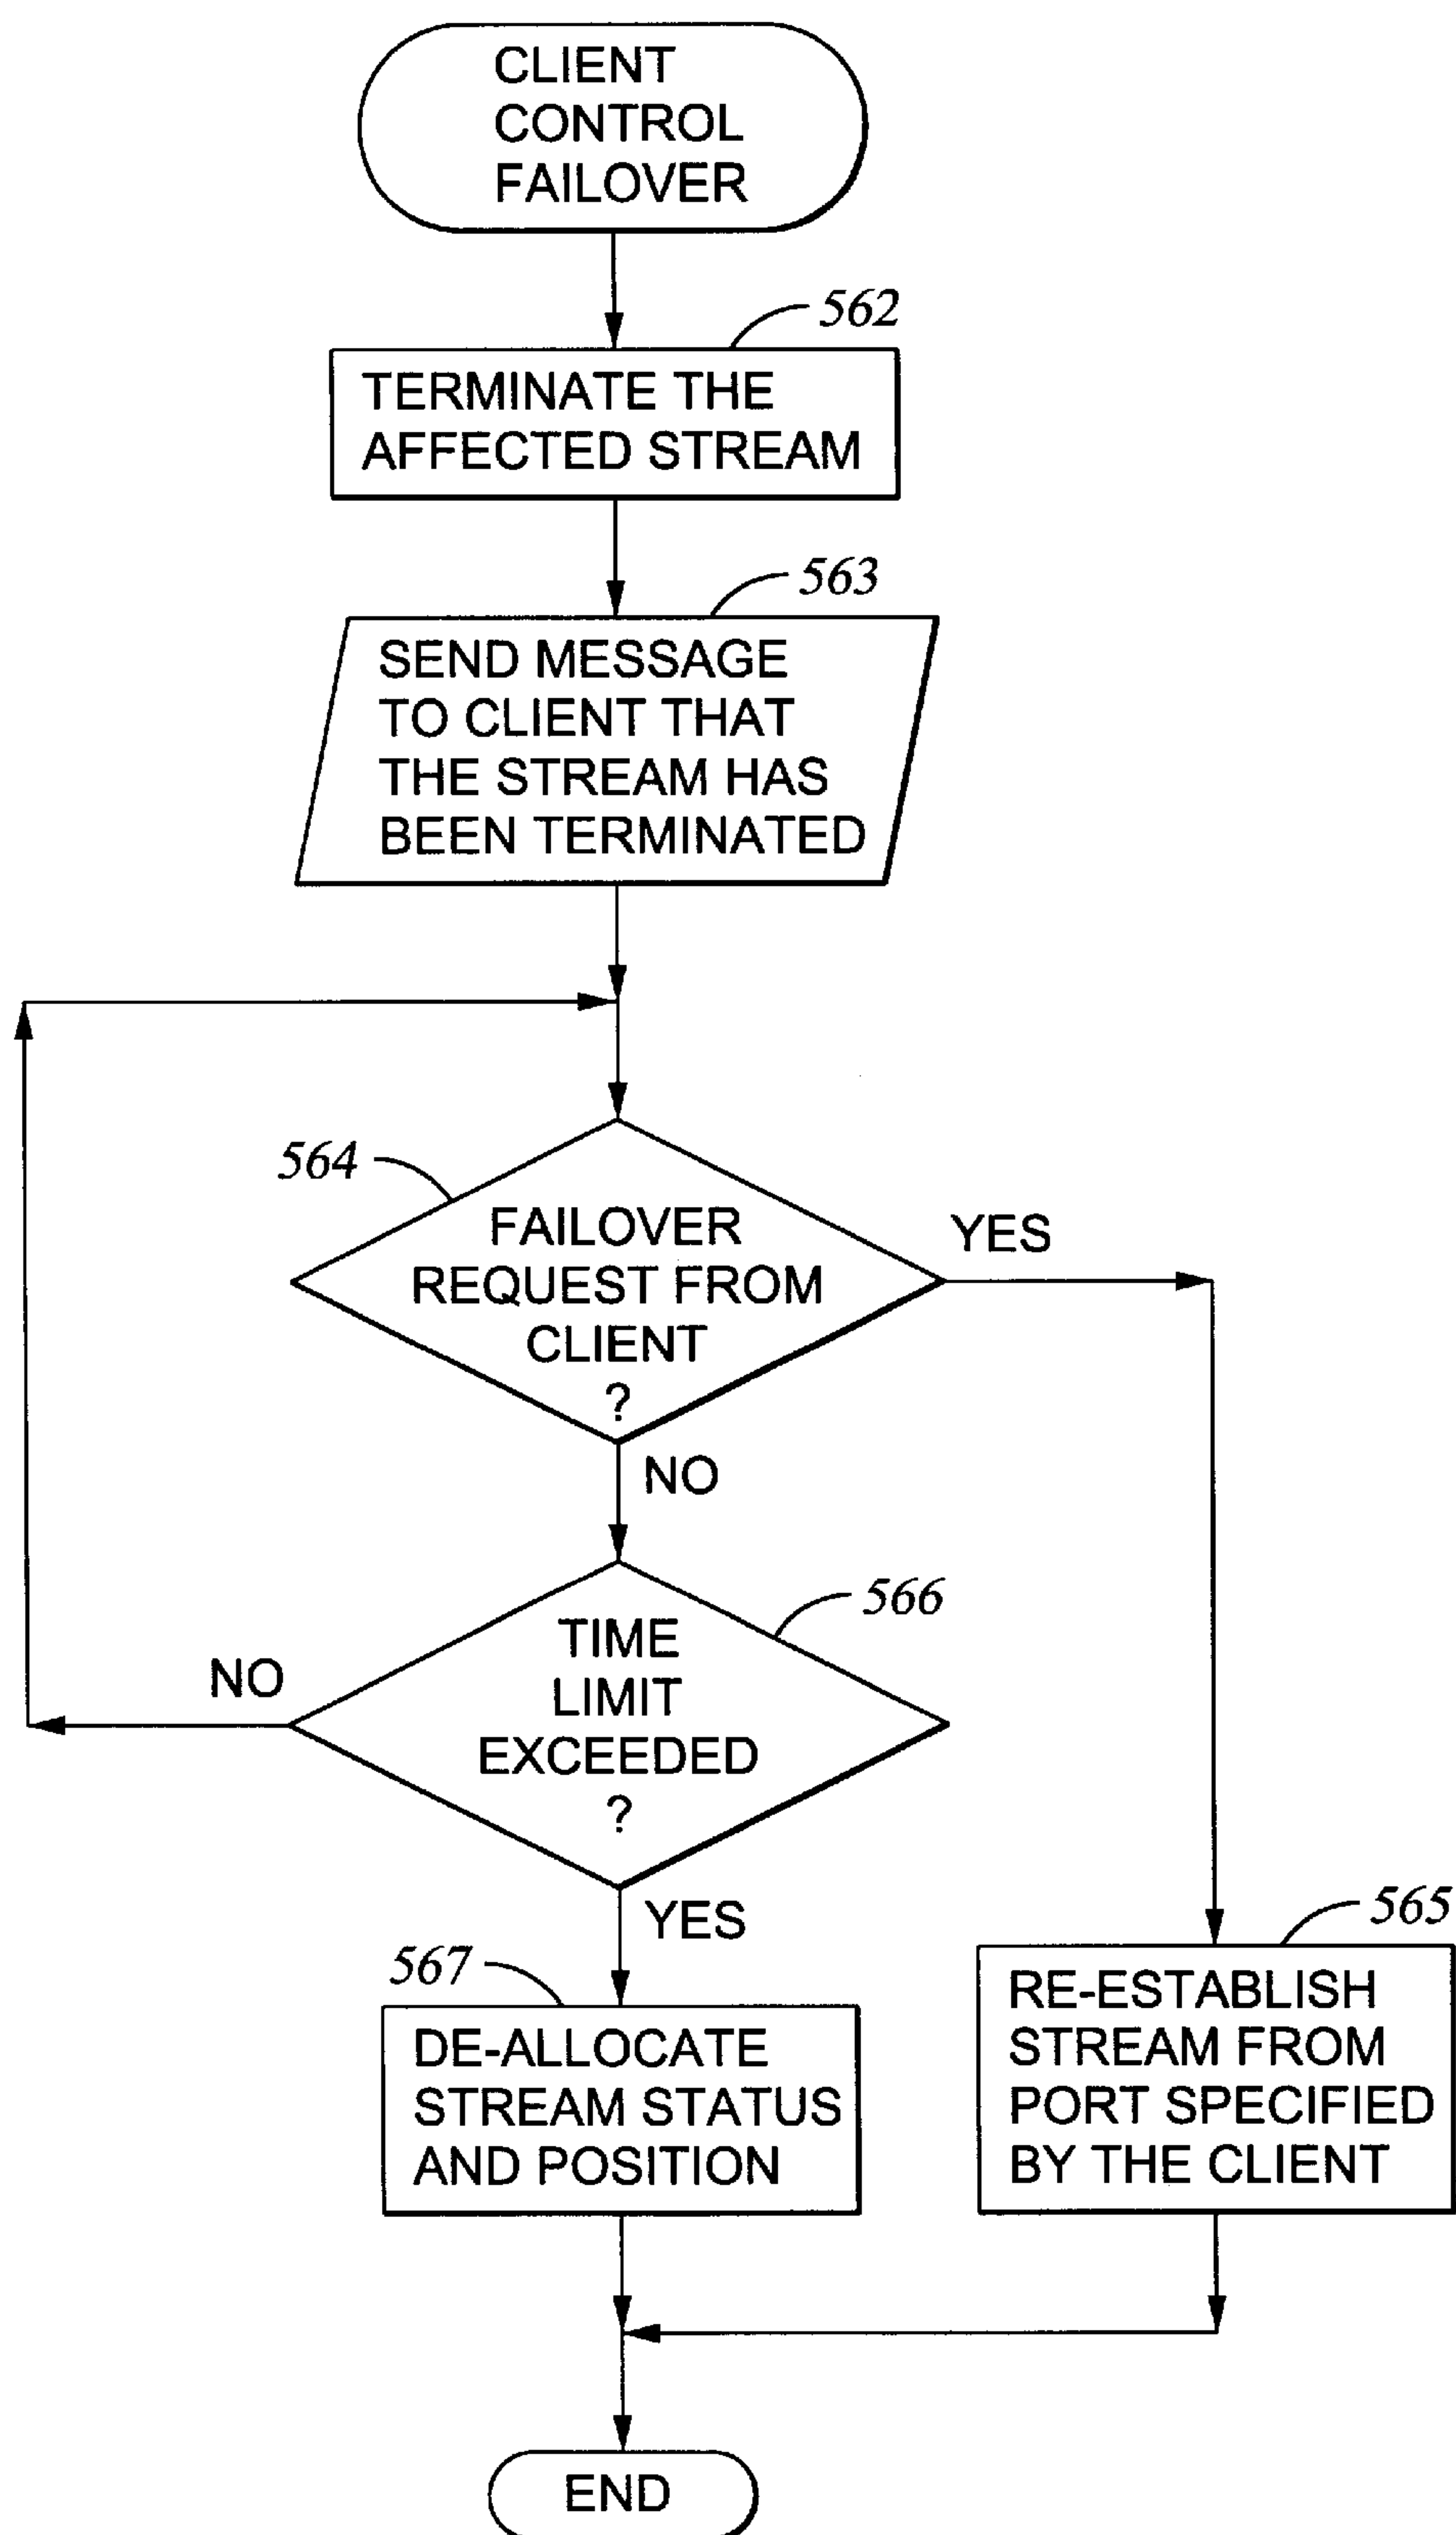 CLIENT
CONTROL
FAILOVER
562
TERMINATE THE
AFFECTED STREAM
563
SEND MESSAGE
TO CLIENT THAT
THE STREAM HAS
BEEN TERMINATED
564
FAILOVER
REQUEST FROM
CLIENT
?
YES
NO
566
TIME
LIMIT
EXCEEDED
?
NO
YES
567
DE-ALLOCATE
STREAM STATUS
AND POSITION
565
RE-ESTABLISH
STREAM FROM
PORT SPECIFIED
BY THE CLIENT
END